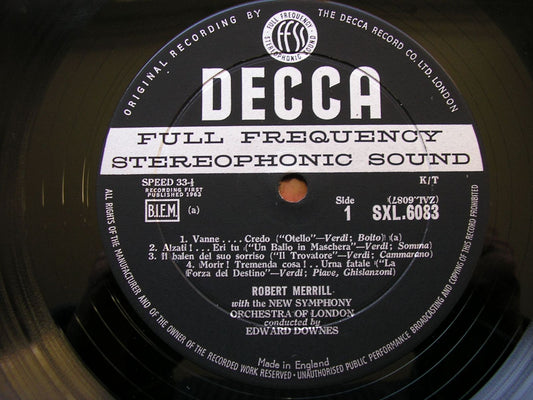 ORIGINAL RECORDING BY THE DECCA RECORD CO. LTD. LONDON
FULL FREQUENCY
ffss
STEREOPHONIC SOUND
DECCA
FULL FREQUENCY
STEREOPHONIC SOUND
SPEED 33⅓
RECORDING FIRST
PUBLISHED 1963
K/T
B.I.E.M. (a)
Side
1
(ZAL.6087)
SXL.6083
1. Vanne . . . . Credo ("Otello"—Verdi; Boito) (a)
2. Alzati! . . . Eri tu ("Un Ballo in Maschera"—Verdi; Somma)
3. Il balen del suo sorriso ("Il Trovatore"—Verdi; Cammarano)
4. Morir! Tremenda cosa! . . Urna fatale ("La
Forza del Destino"—Verdi; Piave, Ghislanzoni)
ROBERT MERRILL
with the NEW SYMPHONY
ORCHESTRA OF LONDON
conducted by
EDWARD DOWNES
Made in England
ALL RIGHTS OF THE MANUFACTURER AND OF THE OWNER OF THE RECORDED WORK RESERVED · UNAUTHORISED PUBLIC PERFORMANCE BROADCASTING AND COPYING OF THIS RECORD PROHIBITED